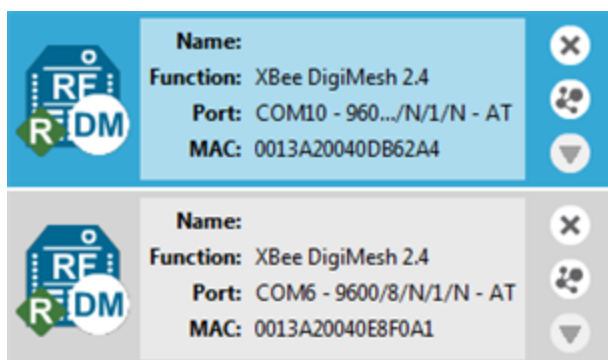 Name:
Function: XBee DigiMesh 2.4
Port: COM10 - 960.../N/1/N - AT
MAC: 0013A20040DB62A4
RF
R DM
Name:
Function: XBee DigiMesh 2.4
Port: COM6 - 9600/8/N/1/N - AT
MAC: 0013A20040E8F0A1
RF
R DM